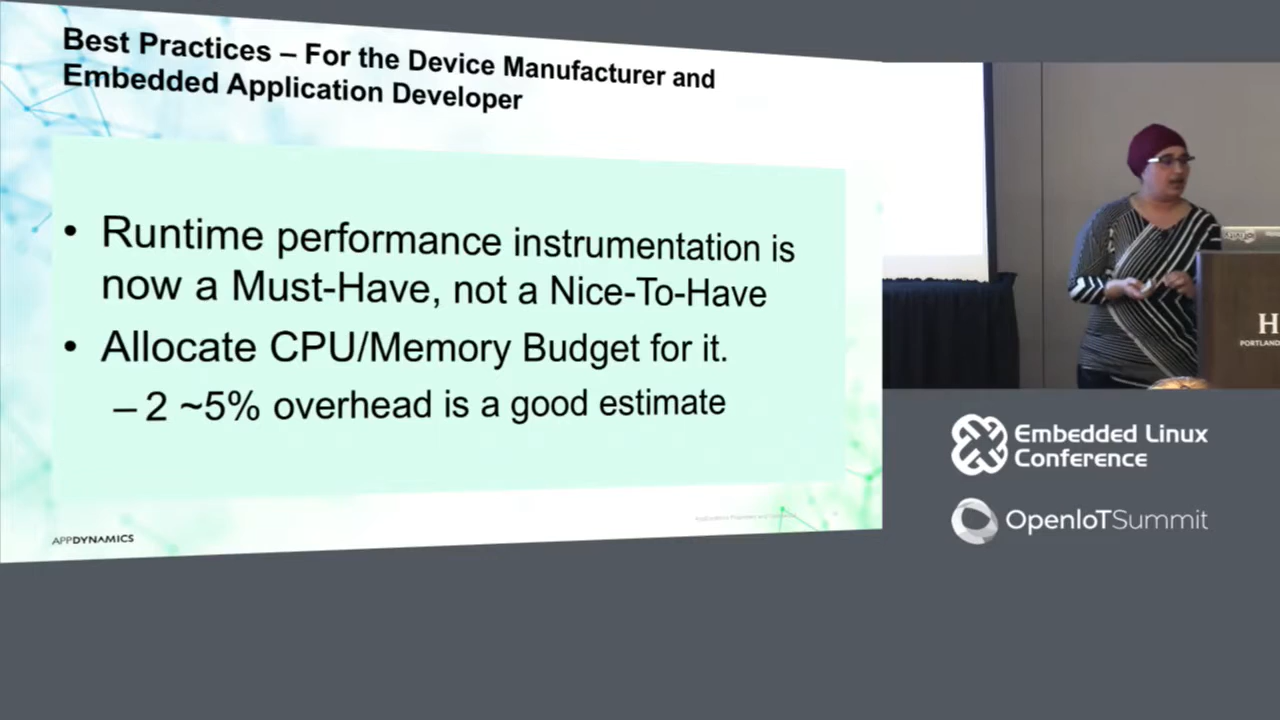 Best Practices – For the Device Manufacturer and
Embedded Application Developer
• Runtime performance instrumentation is
now a Must-Have, not a Nice-To-Have
• Allocate CPU/Memory Budget for it.
– 2 ~5% overhead is a good estimate
APPDYNAMICS
H
PORTLAND
Embedded Linux
Conference
OpenIoTSummit